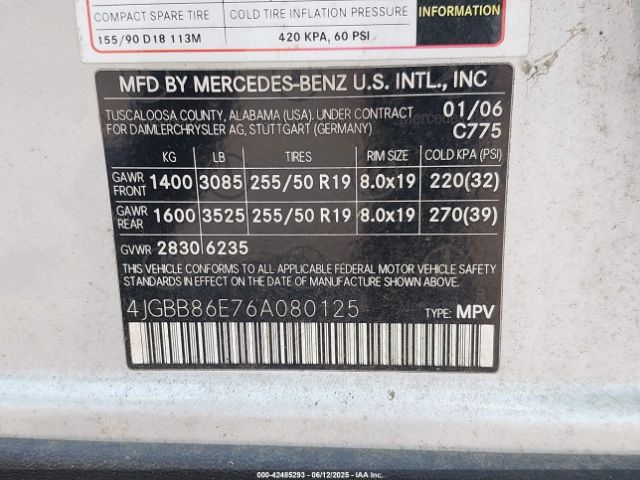 COMPACT SPARE TIRE COLD TIRE INFLATION PRESSURE INFORMATION
155/90 D18 113M 420 KPA, 60 PSI
MFD BY MERCEDES-BENZ U.S. INTL., INC
TUSCALOOSA COUNTY, ALABAMA (USA). UNDER CONTRACT 01/06
FOR DAIMLERCHRYSLER AG, STUTTGART (GERMANY) C775
KG LB TIRES RIM SIZE COLD KPA (PSI)
GAWR FRONT 1400 3085 255/50 R19 8.0x19 220(32)
GAWR REAR 1600 3525 255/50 R19 8.0x19 270(39)
GVWR 2830 6235
THIS VEHICLE CONFORMS TO ALL APPLICABLE FEDERAL MOTOR VEHICLE SAFETY
STANDARDS IN EFFECT ON THE DATE OF MANUFACTURE SHOWN ABOVE.
4JGBB86E76A080125
TYPE: MPV
000-42485293 - 06/12/2025 - IAA Inc.